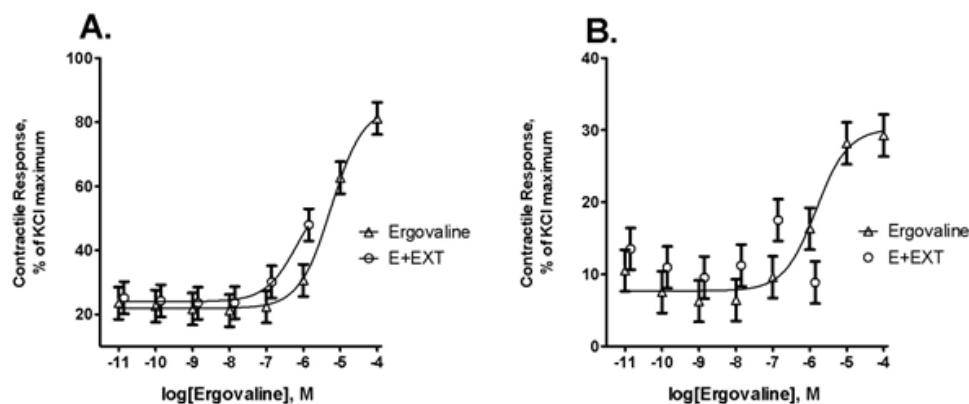 A.
Contractile Response,
% of KCl maximum
100
80
60
40
20
Ergovaline
E+EXT
-11 -10 -9 -8 -7 -6 -5 -4
log[Ergovaline], M
B.
Contractile Response,
% of KCl maximum
40
30
20
10
0
Ergovaline
E+EXT
-11 -10 -9 -8 -7 -6 -5 -4
log[Ergovaline], M